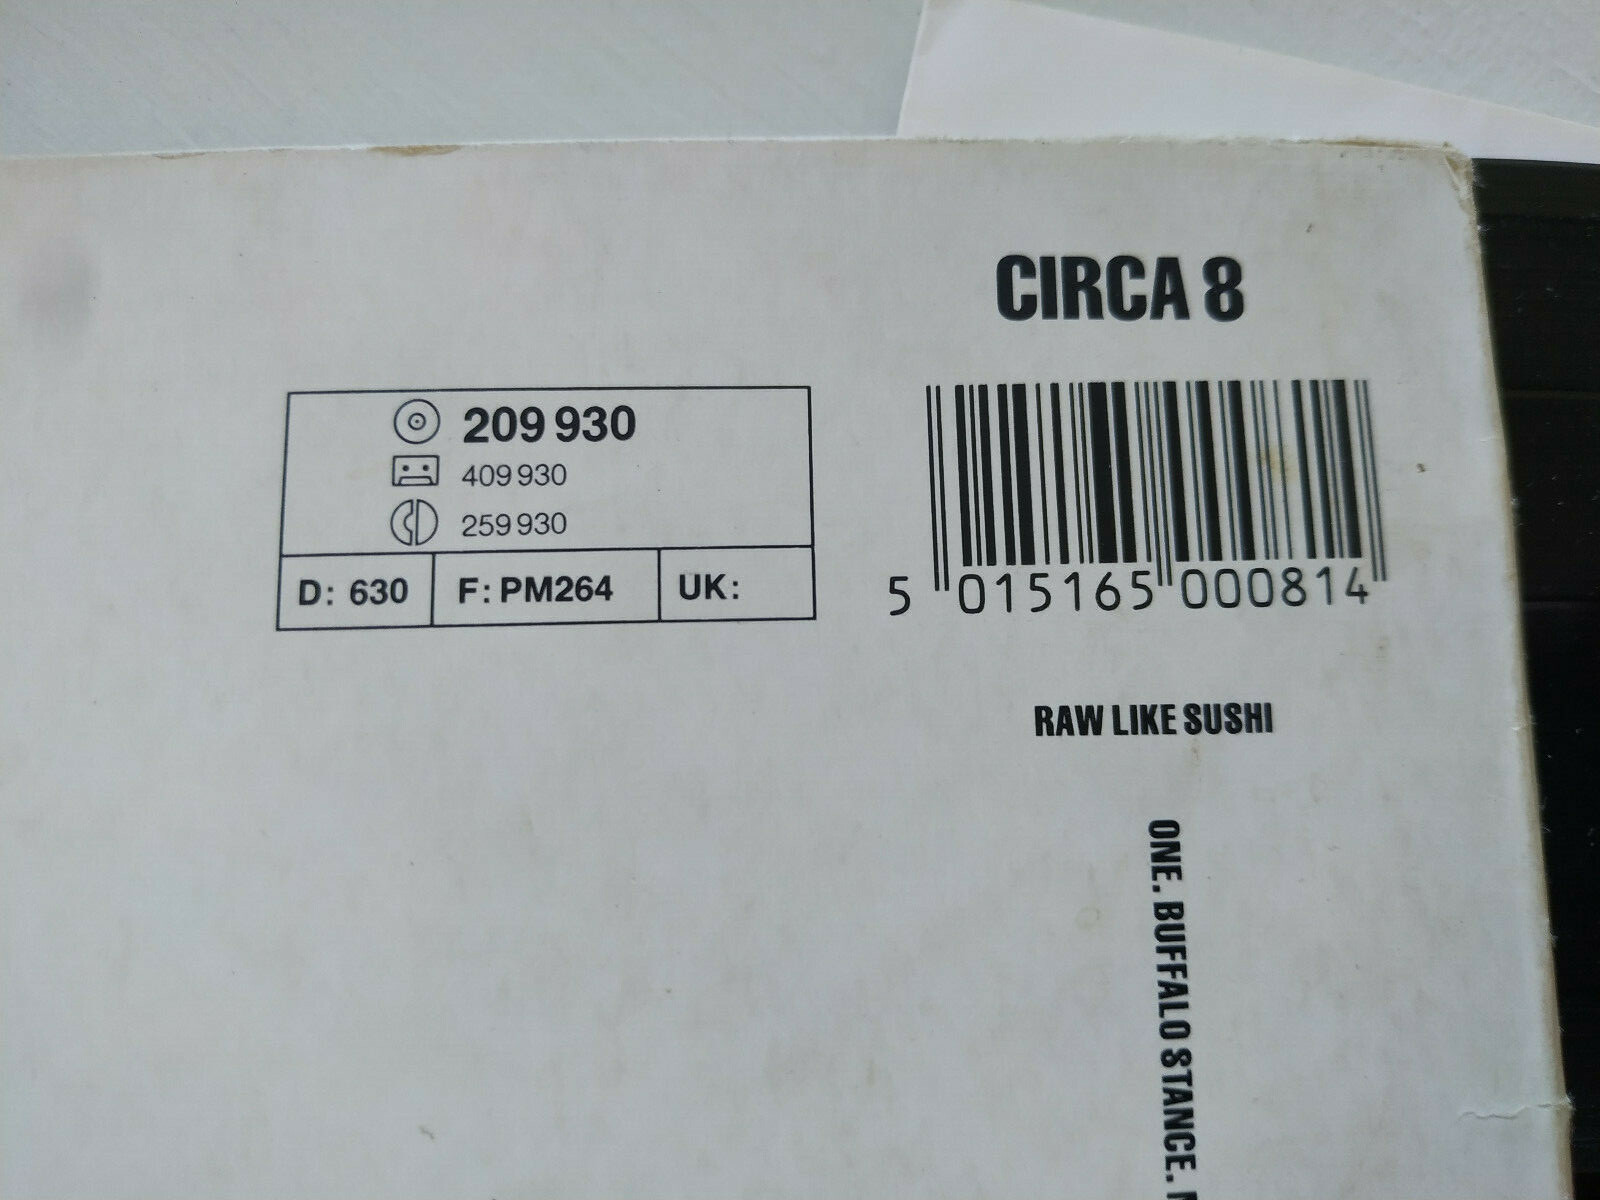 CIRCA 8
209 930
409 930
259 930
D: 630 F: PM264 UK:
5 015165 000814
RAW LIKE SUSHI
ONE. BUFFALO STANCE.